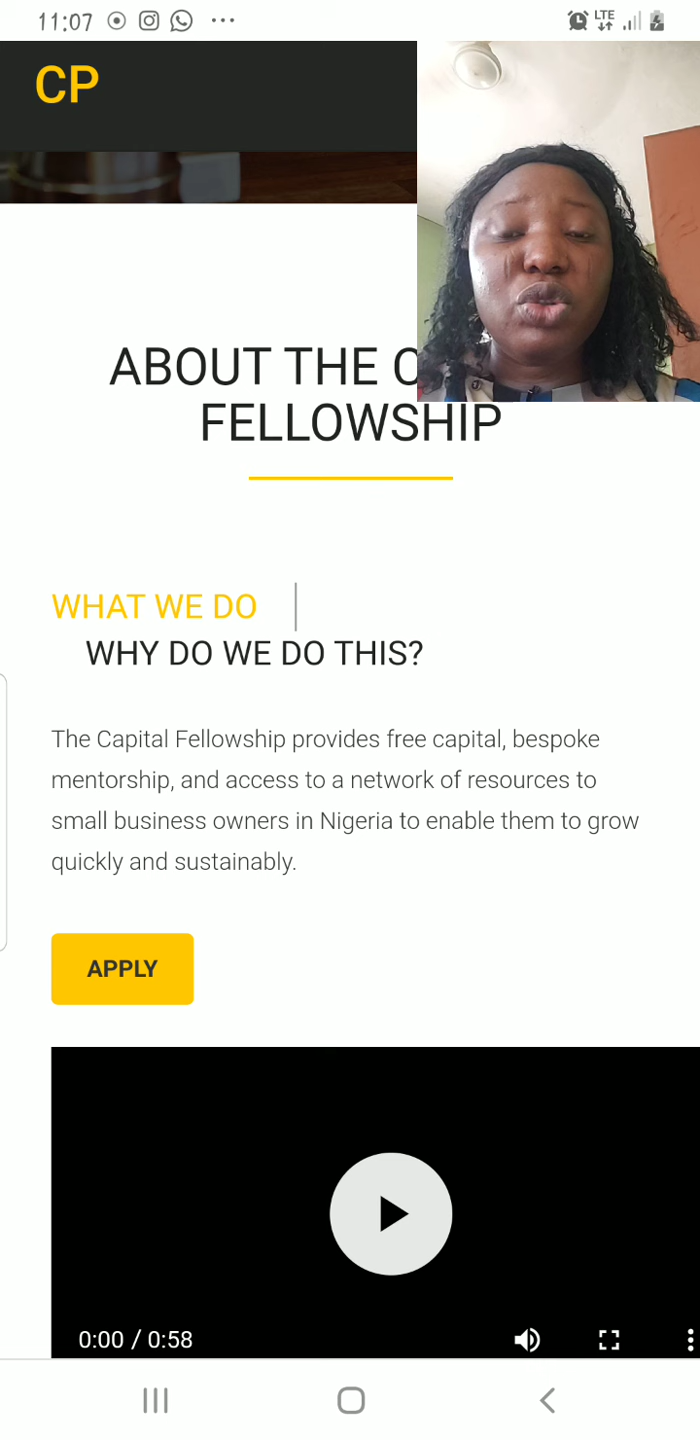 11:07
LTE
CP
ABOUT THE C
FELLOWSHIP
WHAT WE DO
WHY DO WE DO THIS?
The Capital Fellowship provides free capital, bespoke
mentorship, and access to a network of resources to
small business owners in Nigeria to enable them to grow
quickly and sustainably.
APPLY
0:00 / 0:58